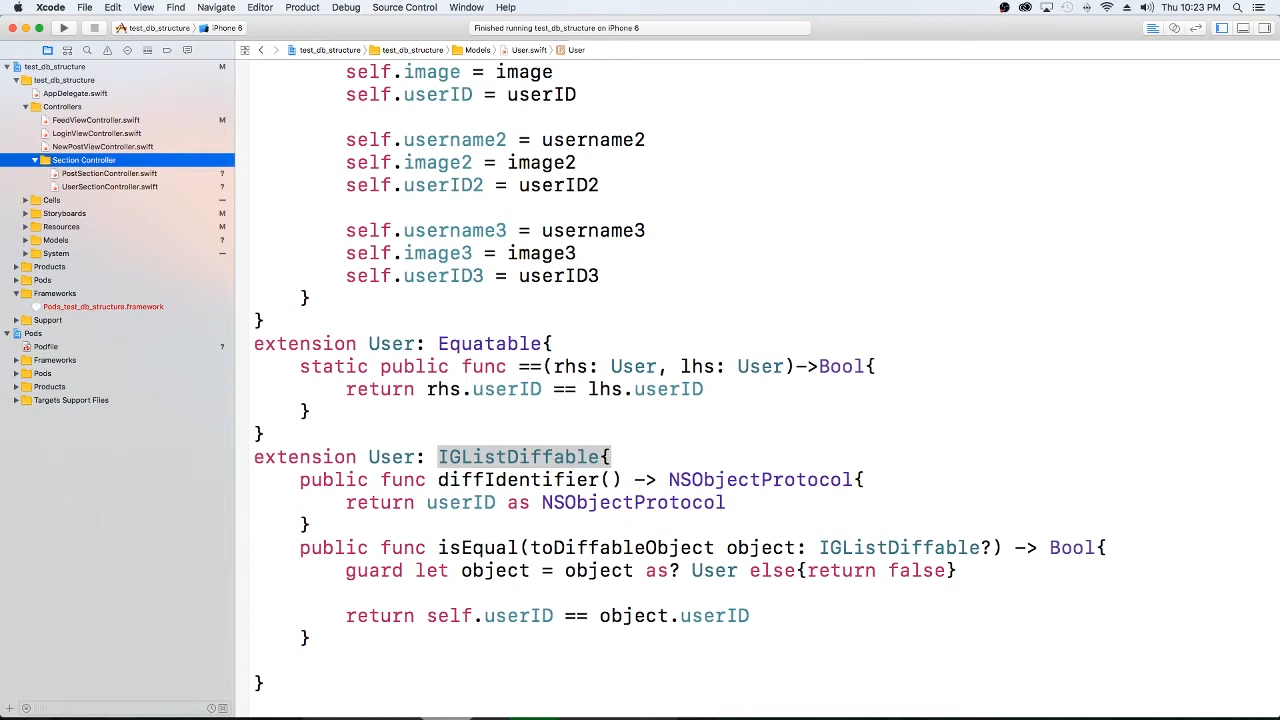 Xcode File Edit View Find Navigate Editor Product Debug Source Control Window Help Thu 10:23 PM
test_db_structure iPhone 6 Finished running test_db_structure on iPhone 6
test_db_structure test_db_structure Models User.swift User
test_db_structure M
test_db_structure
AppDelegate.swift
Controllers
FeedViewController.swift M
LoginViewController.swift
NewPostViewController.swift
Section Controller
PostSectionController.swift ?
UserSectionController.swift ?
Cells —
Storyboards M
Resources M
Models ?
System —
Products
Pods
Frameworks
Pods_test_db_structure.framework
Support
Pods
Podfile ?
Frameworks
Pods
Products
Targets Support Files
self.image = image
self.userID = userID
self.username2 = username2
self.image2 = image2
self.userID2 = userID2
self.username3 = username3
self.image3 = image3
self.userID3 = userID3
}
}
extension User: Equatable{
static public func ==(rhs: User, lhs: User)->Bool{
return rhs.userID == lhs.userID
}
}
extension User: IGListDiffable{
public func diffIdentifier() -> NSObjectProtocol{
return userID as NSObjectProtocol
}
public func isEqual(toDiffableObject object: IGListDiffable?) -> Bool{
guard let object = object as? User else{return false}
return self.userID == object.userID
}
}